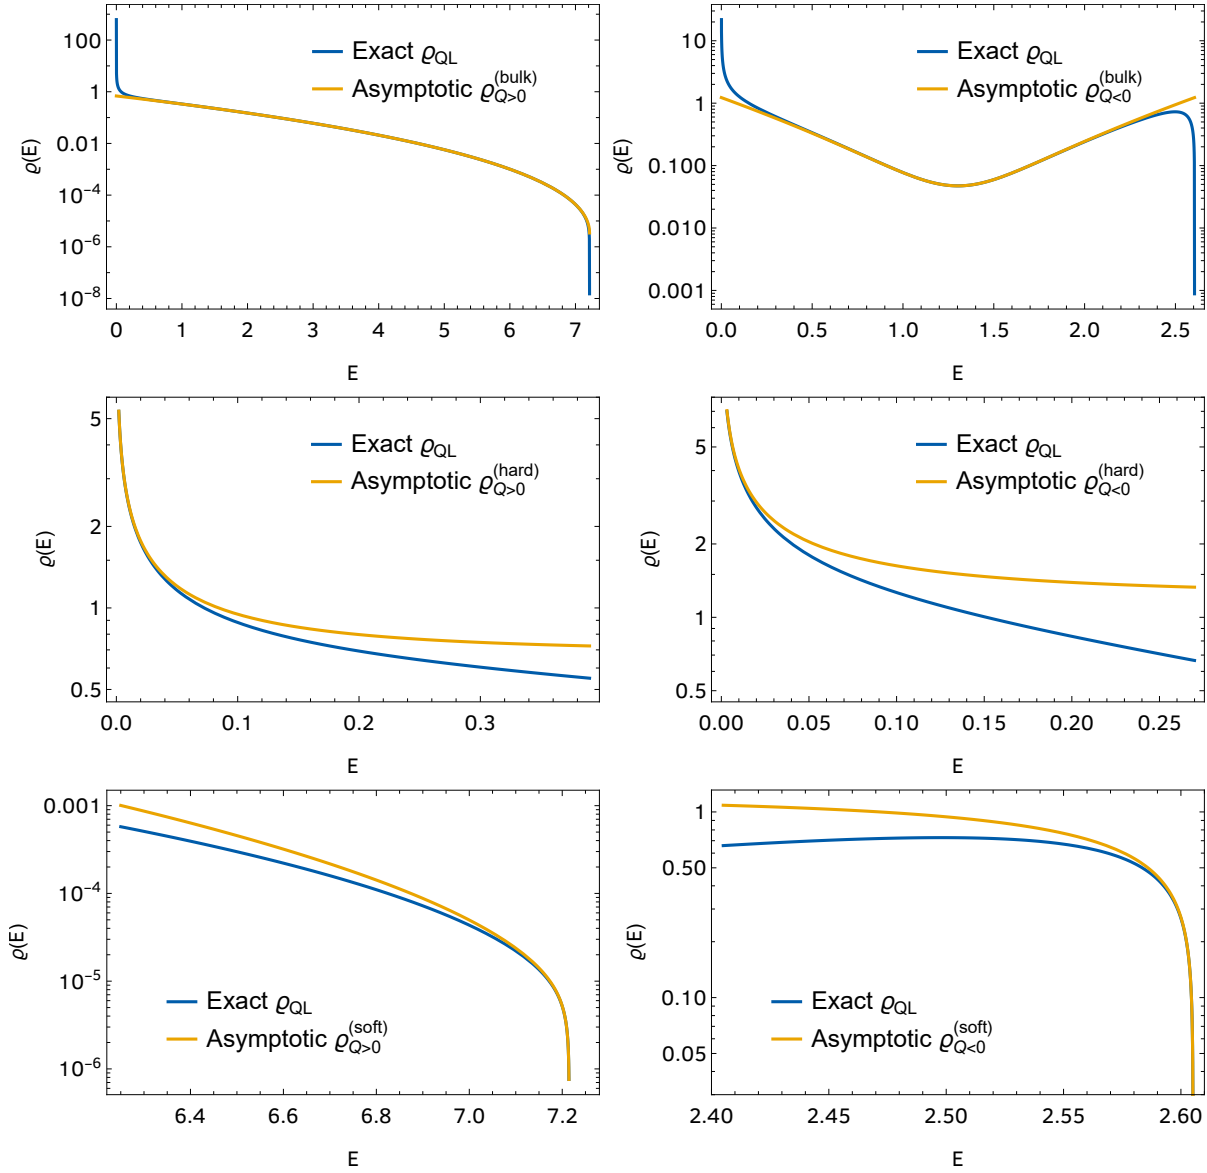 Exact ϱQL
Asymptotic ϱQ>0(bulk)
ϱ(E)
100
1
0.01
10−4
10−6
10−8
0 1 2 3 4 5 6 7
E
Exact ϱQL
Asymptotic ϱQ<0(bulk)
ϱ(E)
10
1
0.100
0.010
0.001
0.0 0.5 1.0 1.5 2.0 2.5
E
Exact ϱQL
Asymptotic ϱQ>0(hard)
ϱ(E)
5
2
1
0.5
0.0 0.1 0.2 0.3
E
Exact ϱQL
Asymptotic ϱQ<0(hard)
ϱ(E)
5
2
1
0.5
0.00 0.05 0.10 0.15 0.20 0.25
E
0.001
10−4
10−5
10−6
ϱ(E)
Exact ϱQL
Asymptotic ϱQ>0(soft)
6.4 6.6 6.8 7.0 7.2
E
1
0.50
0.10
0.05
ϱ(E)
Exact ϱQL
Asymptotic ϱQ<0(soft)
2.40 2.45 2.50 2.55 2.60
E